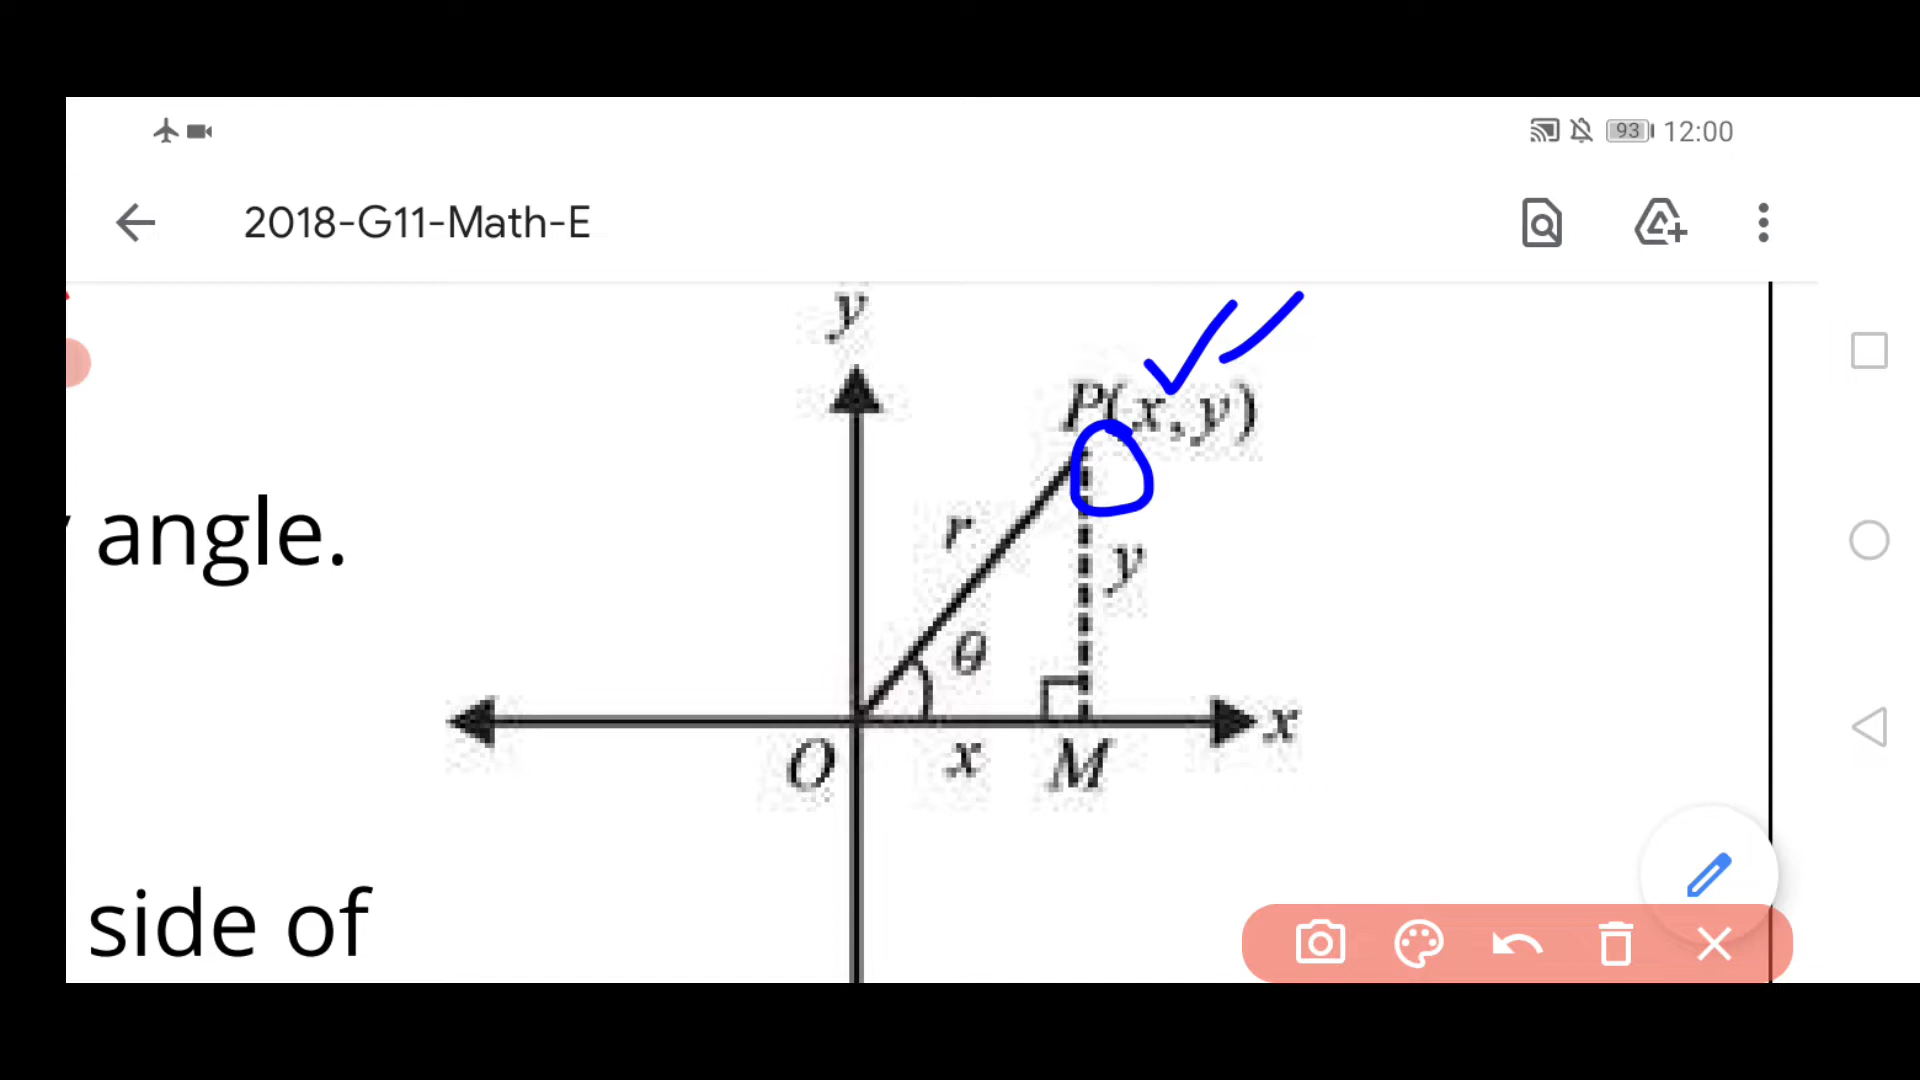 93 12:00
2018-G11-Math-E
y
P(x,y)
angle.
r
y
θ
x
O
x
M
side of